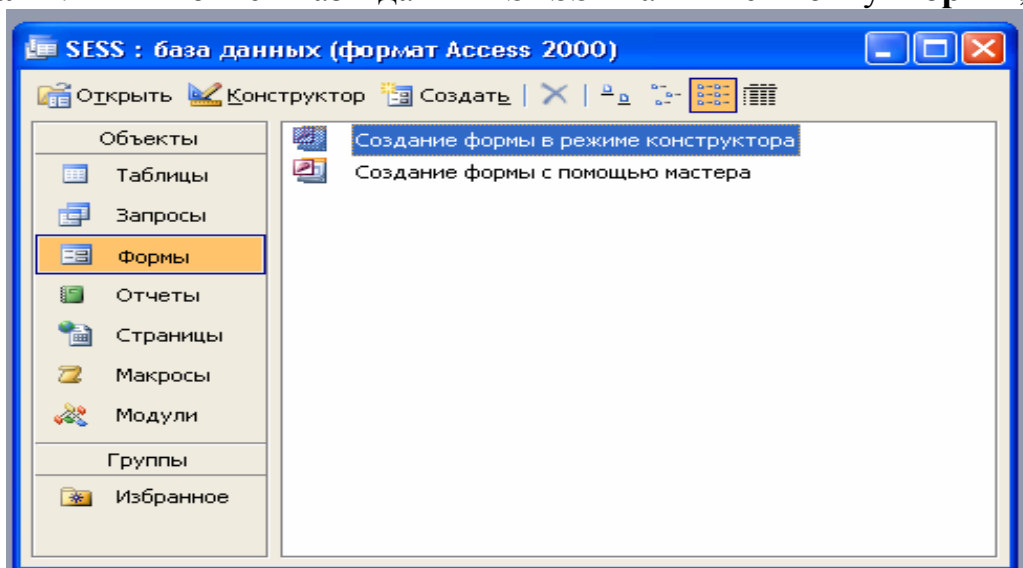 SESS : база данных (формат Access 2000)
Открыть Конструктор Создать
Объекты
Таблицы
Запросы
Формы
Отчеты
Страницы
Макросы
Модули
Группы
Избранное
Создание формы в режиме конструктора
Создание формы с помощью мастера